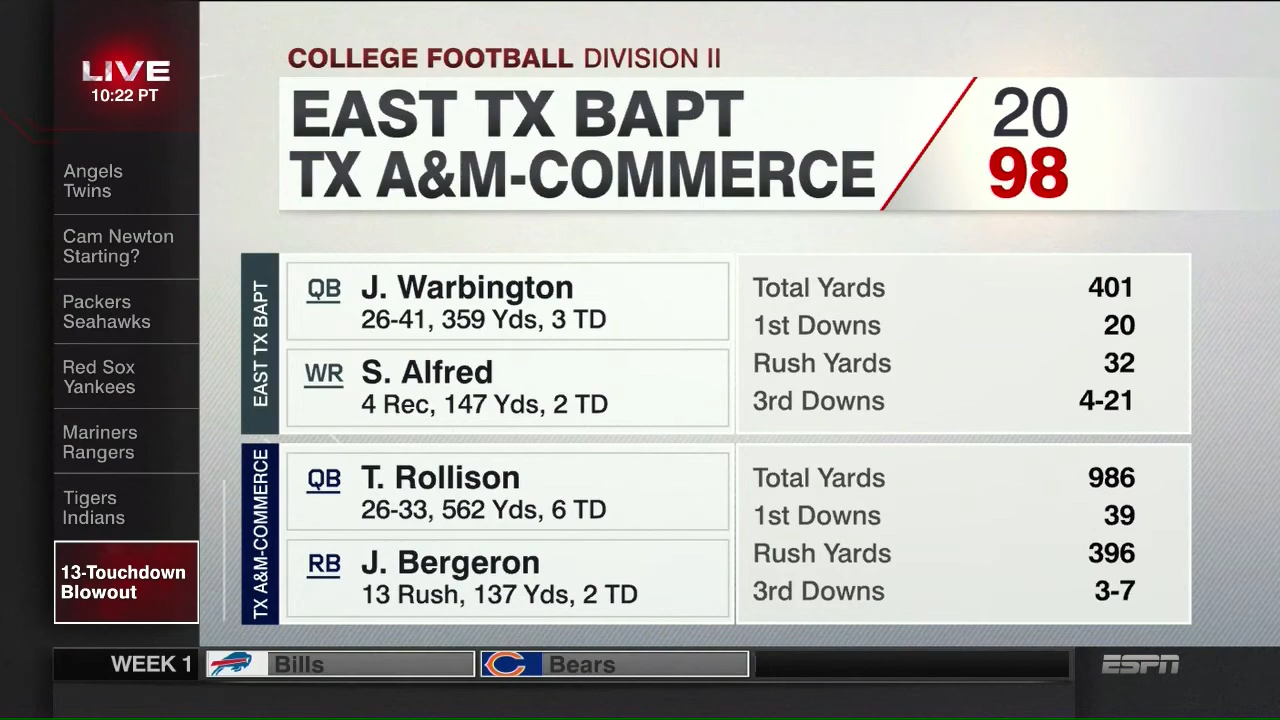 LIVE
10:22 PT
Angels
Twins
Cam Newton
Starting?
Packers
Seahawks
Red Sox
Yankees
Mariners
Rangers
Tigers
Indians
13-Touchdown
Blowout
COLLEGE FOOTBALL DIVISION II
EAST TX BAPT 20
TX A&M-COMMERCE 98
EAST TX BAPT
QB J. Warbington
26-41, 359 Yds, 3 TD
WR S. Alfred
4 Rec, 147 Yds, 2 TD
Total Yards 401
1st Downs 20
Rush Yards 32
3rd Downs 4-21
TX A&M-COMMERCE
QB T. Rollison
26-33, 562 Yds, 6 TD
RB J. Bergeron
13 Rush, 137 Yds, 2 TD
Total Yards 986
1st Downs 39
Rush Yards 396
3rd Downs 3-7
WEEK 1 Bills Bears ESPN